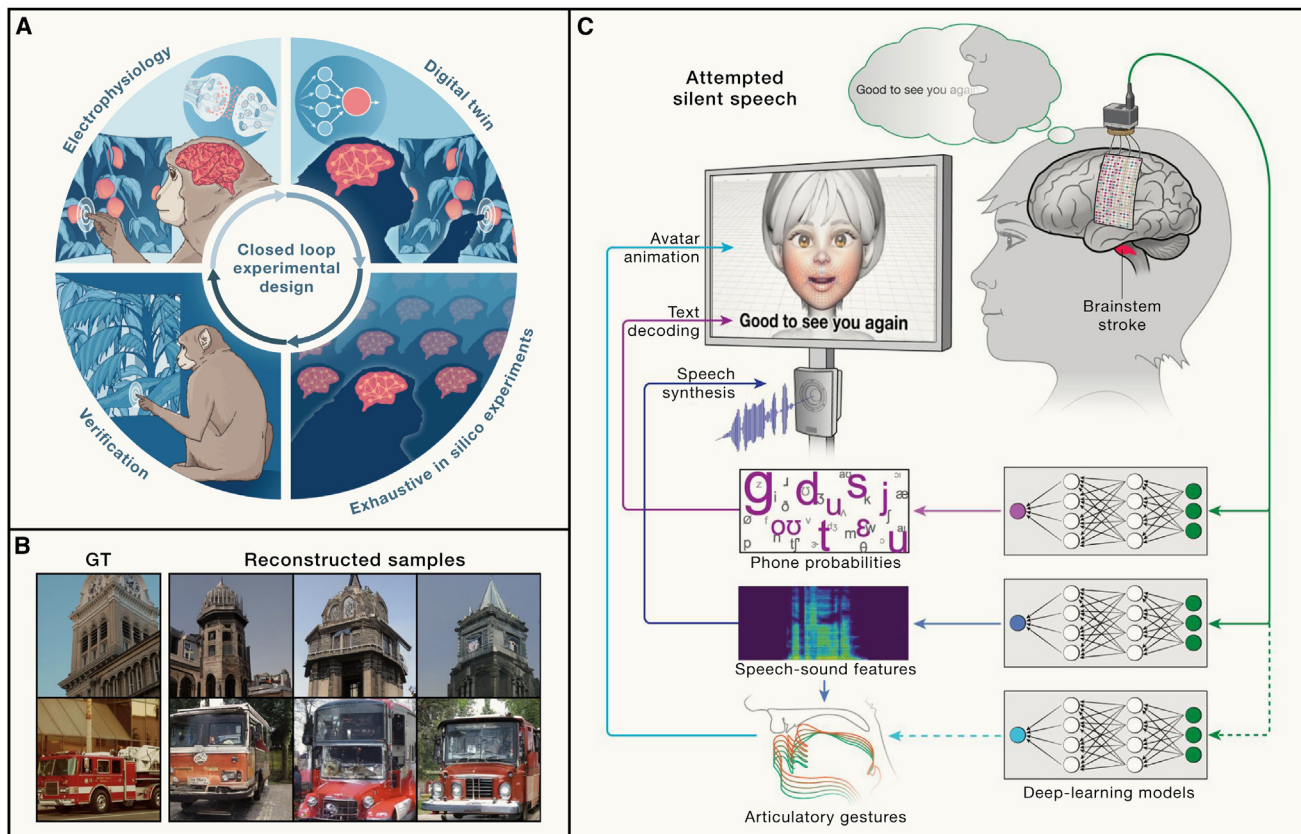 A
Electrophysiology
Digital twin
Closed loop
experimental
design
Verification
Exhaustive in silico experiments
B
GT
Reconstructed samples
C
Attempted
silent speech
Good to see you again
Avatar
animation
Text
decoding
Good to see you again
Speech
synthesis
Brainstem
stroke
Phone probabilities
Speech-sound features
Articulatory gestures
Deep-learning models